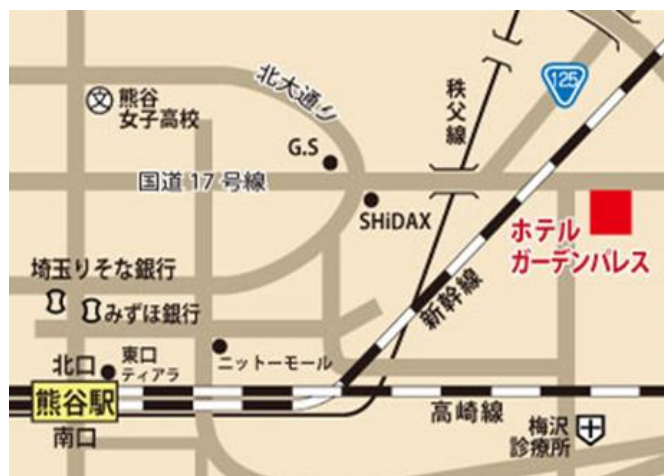 北大通り
熊谷
女子高校
G.S
秩父線
125
国道17号線
SHiDAX
ホテル
ガーデンパレス
埼玉りそな銀行
みずほ銀行
新幹線
北口
東口
ティアラ
ニットーモール
熊谷駅
高崎線
南口
梅沢
診療所
文